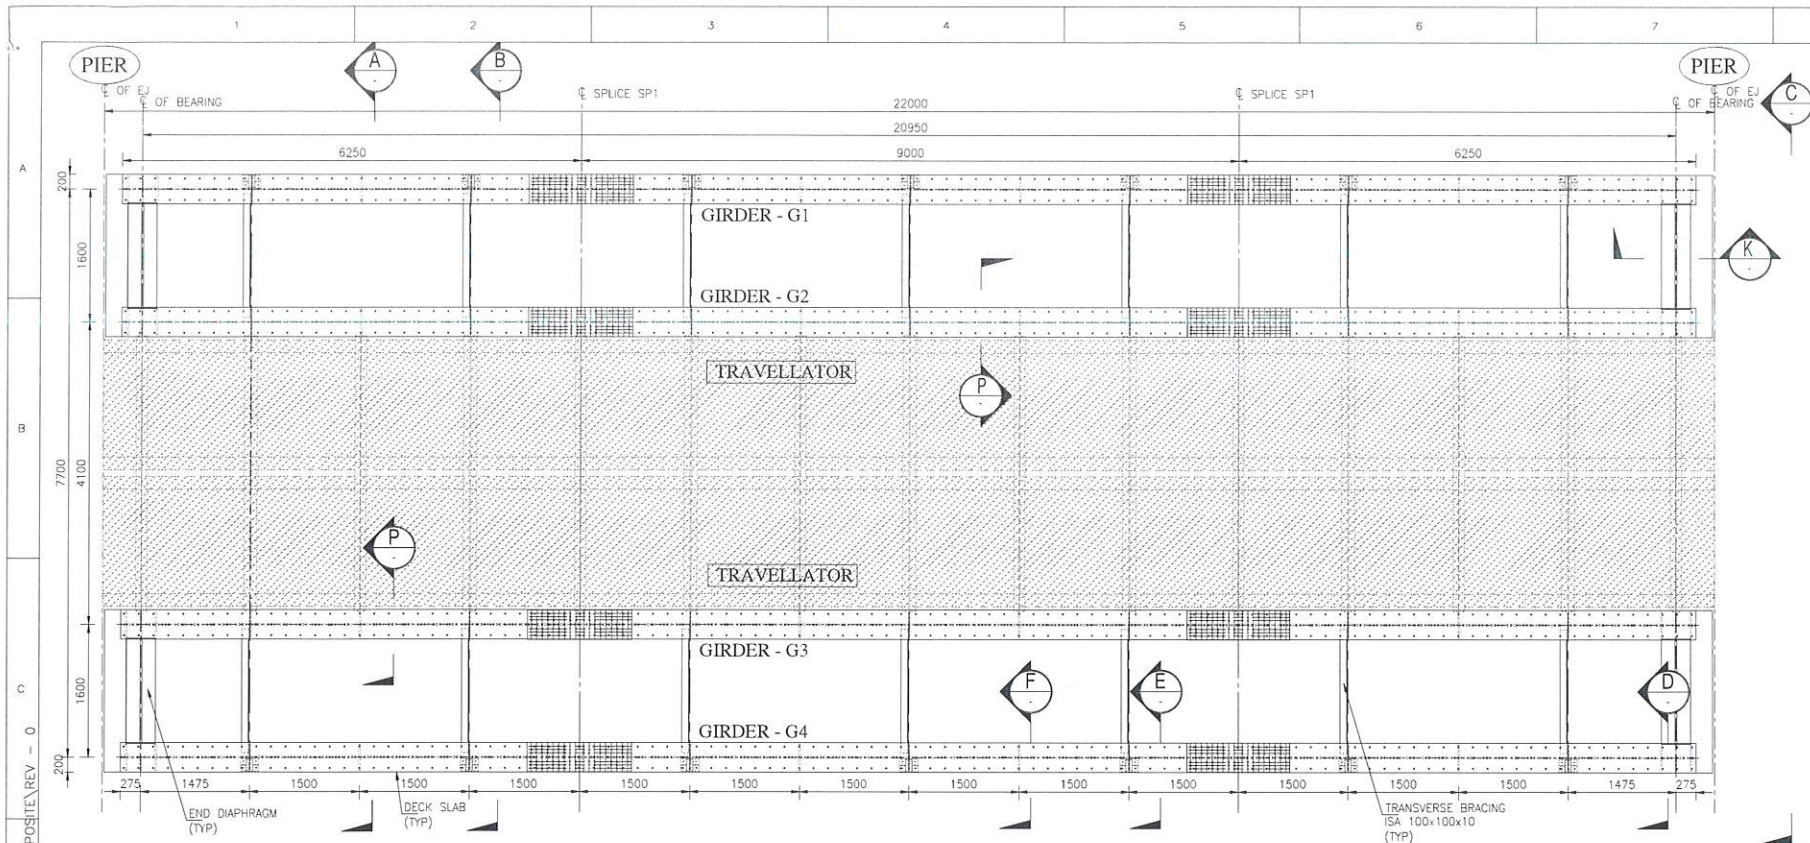 1 2 3 4 5 6 7
PIER
A
B
PIER
C
℄ OF EJ
℄ OF BEARING
℄ SPLICE SP1
22000
℄ SPLICE SP1
℄ OF EJ
℄ OF BEARING
20950
6250
9000
6250
A
200
GIRDER - G1
1600
K
GIRDER - G2
TRAVELLATOR
P
B
7700
4100
P
TRAVELLATOR
GIRDER - G3
C
1600
F
E
D
GIRDER - G4
200
275 1475 1500 1500 1500 1500 1500 1500 1500 1500 1500 1500 1500 1500 1475 275
END DIAPHRAGM
(TYP)
DECK SLAB
(TYP)
TRANSVERSE BRACING
ISA 100x100x10
(TYP)
POSITE\REV - 0